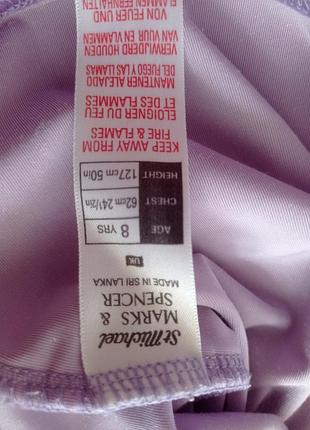 St Michael
MARKS &
SPENCER
MADE IN SRI LANKA
UK
AGE 8 YRS
CHEST 62cm 24½in
HEIGHT 127cm 50in
KEEP AWAY FROM
FIRE & FLAMES
ELOIGNER DU FEU
ET DES FLAMMES
MANTENER ALEJADO
DEL FUEGO Y LAS LLAMAS
VERWIJDERD HOUDEN
VAN VUUR EN VLAMMEN
VON FEUER UND
FLAMMEN FERNHALTEN